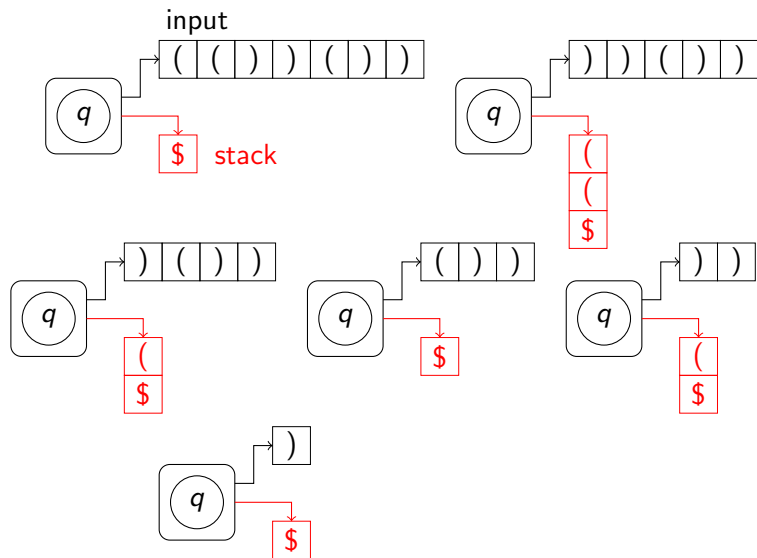 input
( ( ) ) ( ) )
q
$ stack
) ) ( ) )
q
(
(
$
) ( ) )
q
(
$
( ) )
q
$
) )
q
(
$
)
q
$